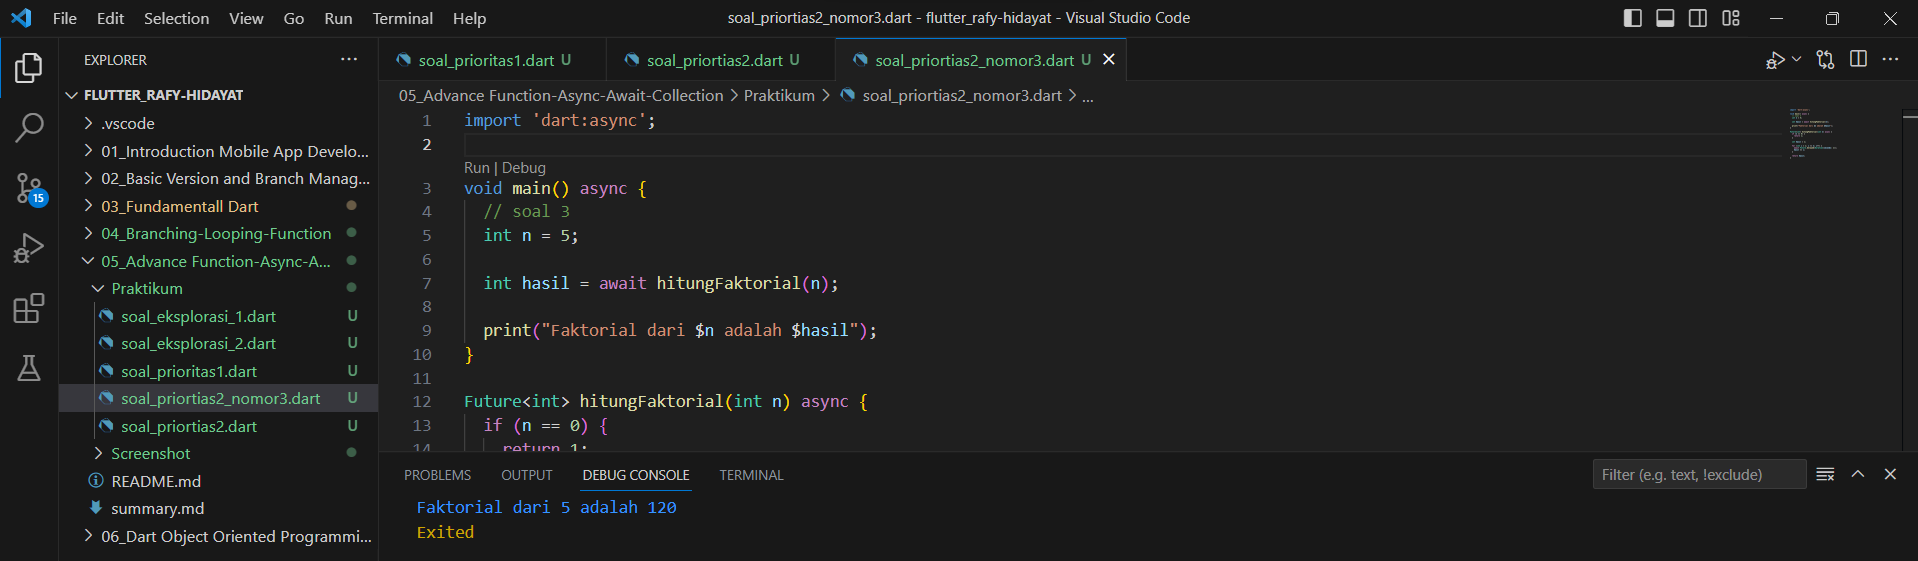 File Edit Selection View Go Run Terminal Help
soal_priortias2_nomor3.dart - flutter_rafy-hidayat - Visual Studio Code
EXPLORER
FLUTTER_RAFY-HIDAYAT
.vscode
01_Introduction Mobile App Develo...
02_Basic Version and Branch Manag...
03_Fundamentall Dart
04_Branching-Looping-Function
05_Advance Function-Async-A...
Praktikum
soal_eksplorasi_1.dart U
soal_eksplorasi_2.dart U
soal_prioritas1.dart U
soal_priortias2_nomor3.dart U
soal_priortias2.dart U
Screenshot
README.md
summary.md
06_Dart Object Oriented Programmi...
15
soal_prioritas1.dart U
soal_priortias2.dart U
soal_priortias2_nomor3.dart U
05_Advance Function-Async-Await-Collection > Praktikum > soal_priortias2_nomor3.dart > ...
1 import 'dart:async';
2
Run | Debug
3 void main() async {
4 // soal 3
5 int n = 5;
6
7 int hasil = await hitungFaktorial(n);
8
9 print("Faktorial dari $n adalah $hasil");
10 }
11
12 Future<int> hitungFaktorial(int n) async {
13 if (n == 0) {
14 return 1;
PROBLEMS OUTPUT DEBUG CONSOLE TERMINAL
Filter (e.g. text, !exclude)
Faktorial dari 5 adalah 120
Exited